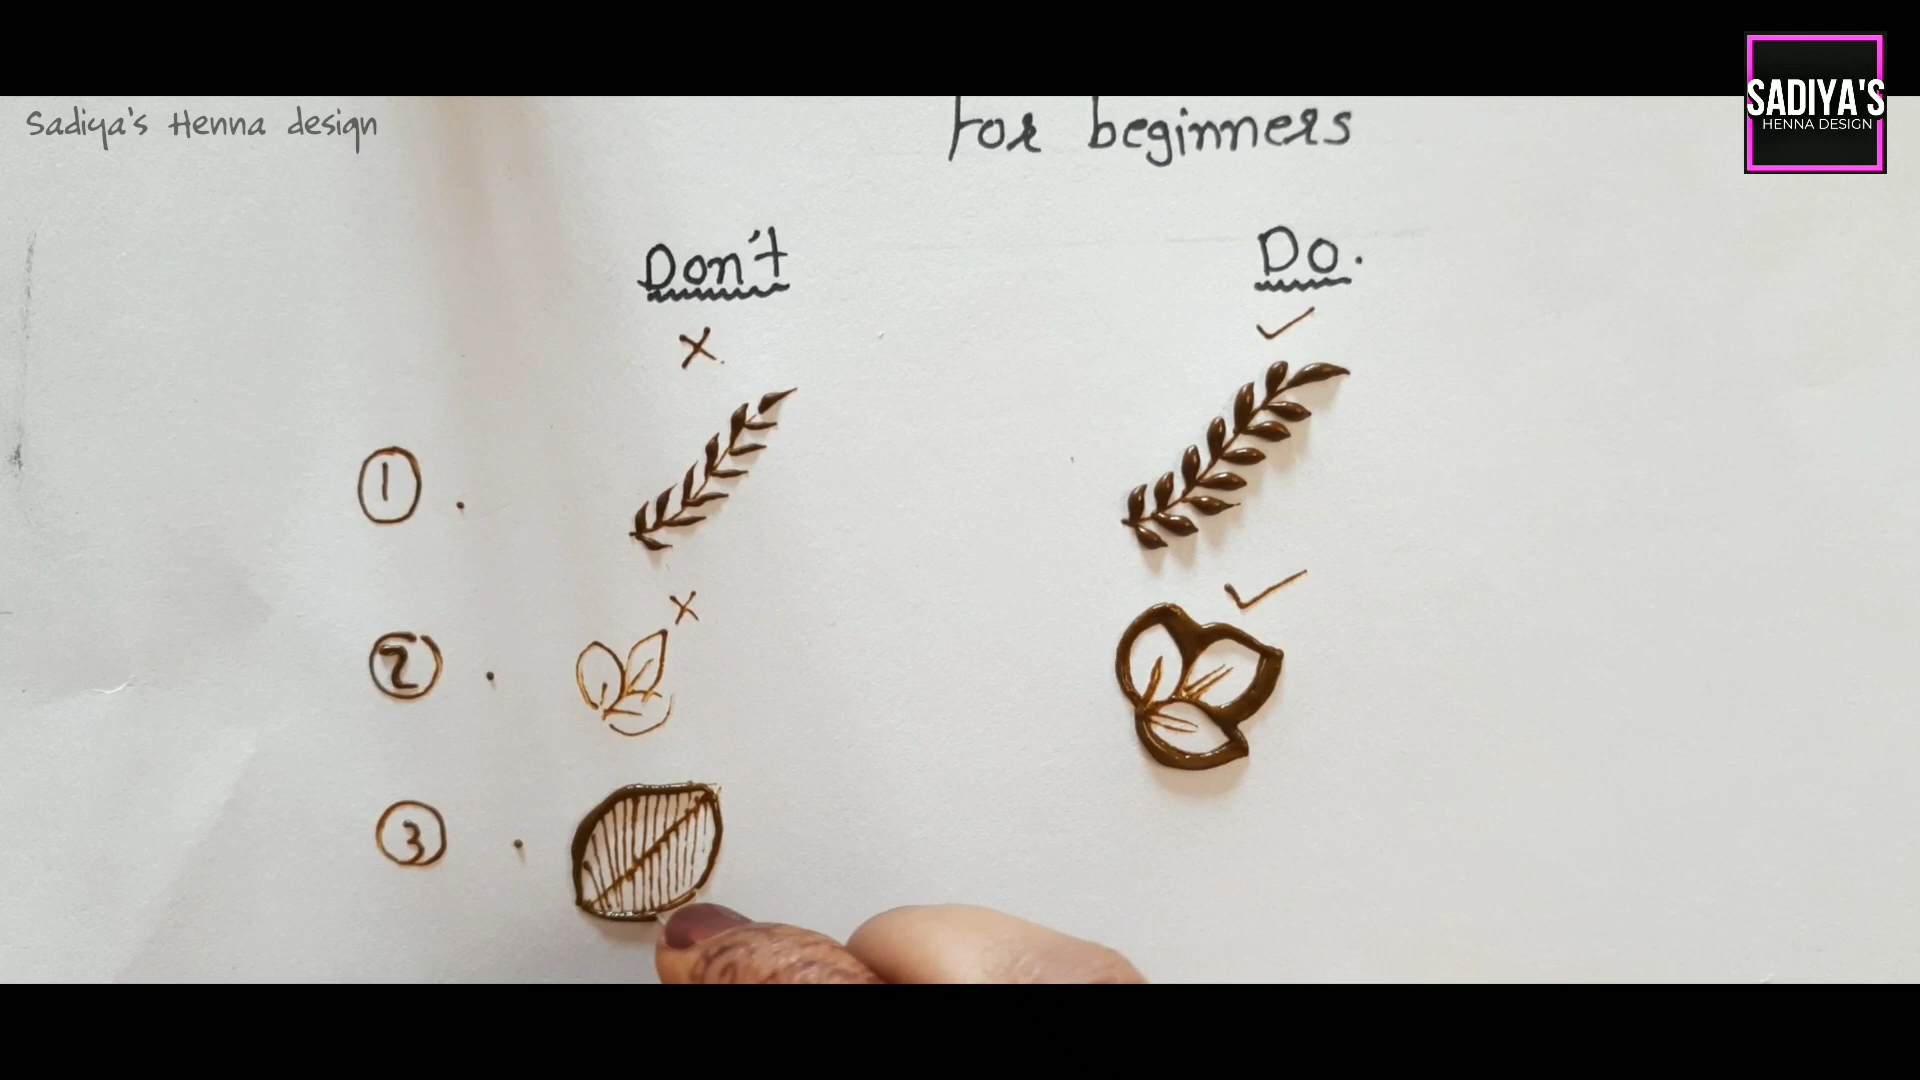 Sadiya's Henna design
SADIYA'S
HENNA DESIGN
for beginners
Don't
Do.
1 .
2 .
3 .